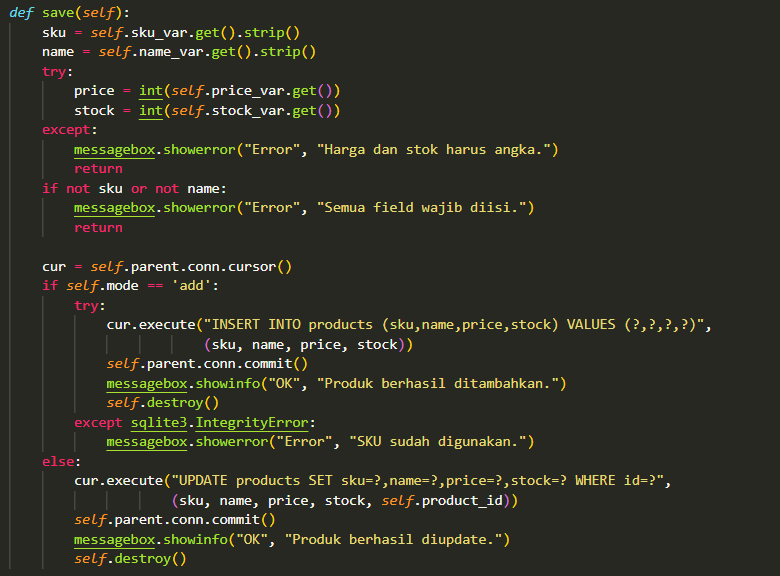 def save(self):
    sku = self.sku_var.get().strip()
    name = self.name_var.get().strip()
    try:
        price = int(self.price_var.get())
        stock = int(self.stock_var.get())
    except:
        messagebox.showerror("Error", "Harga dan stok harus angka.")
        return
    if not sku or not name:
        messagebox.showerror("Error", "Semua field wajib diisi.")
        return

    cur = self.parent.conn.cursor()
    if self.mode == 'add':
        try:
            cur.execute("INSERT INTO products (sku,name,price,stock) VALUES (?,?,?,?)",
                        (sku, name, price, stock))
            self.parent.conn.commit()
            messagebox.showinfo("OK", "Produk berhasil ditambahkan.")
            self.destroy()
        except sqlite3.IntegrityError:
            messagebox.showerror("Error", "SKU sudah digunakan.")
    else:
        cur.execute("UPDATE products SET sku=?,name=?,price=?,stock=? WHERE id=?",
                    (sku, name, price, stock, self.product_id))
        self.parent.conn.commit()
        messagebox.showinfo("OK", "Produk berhasil diupdate.")
        self.destroy()